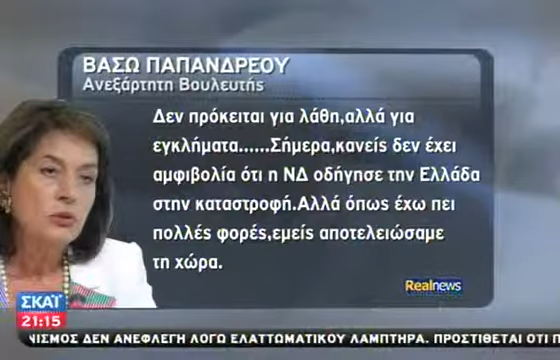 ΒΑΣΩ ΠΑΠΑΝΔΡΕΟΥ
Ανεξάρτητη Βουλευτής
Δεν πρόκειται για λάθη,αλλά για
εγκλήματα......Σήμερα,κανείς δεν έχει
αμφιβολία ότι η ΝΔ οδήγησε την Ελλάδα
στην καταστροφή.Αλλά όπως έχω πει
πολλές φορές,εμείς αποτελειώσαμε
τη χώρα.
Realnews
ΣΚΑΪ
21:15
ΝΙΣΜΟΣ ΔΕΝ ΑΝΕΦΛΕΓΗ ΛΟΓΩ ΕΛΑΤΤΩΜΑΤΙΚΟΥ ΛΑΜΠΤΗΡΑ. ΠΡΟΣΤΙΘΕΤΑΙ ΟΤΙ Γ